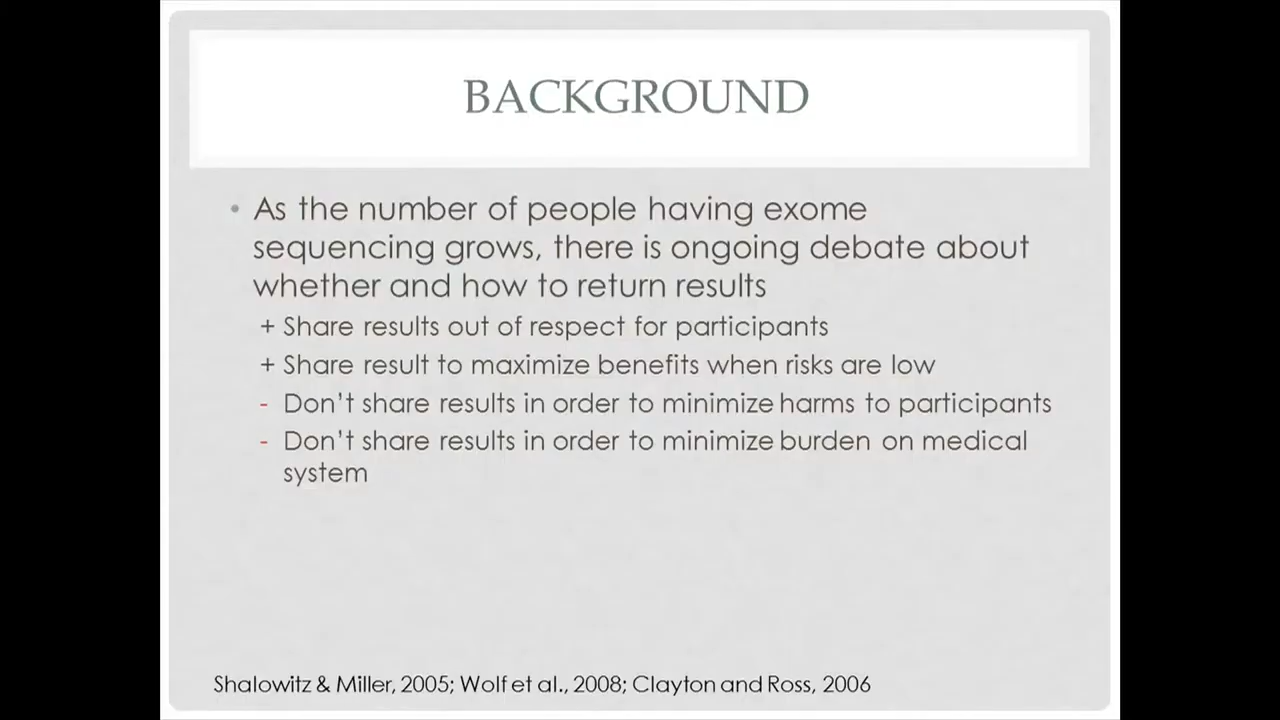 BACKGROUND
• As the number of people having exome
sequencing grows, there is ongoing debate about
whether and how to return results
+ Share results out of respect for participants
+ Share result to maximize benefits when risks are low
- Don't share results in order to minimize harms to participants
- Don't share results in order to minimize burden on medical
system
Shalowitz & Miller, 2005; Wolf et al., 2008; Clayton and Ross, 2006